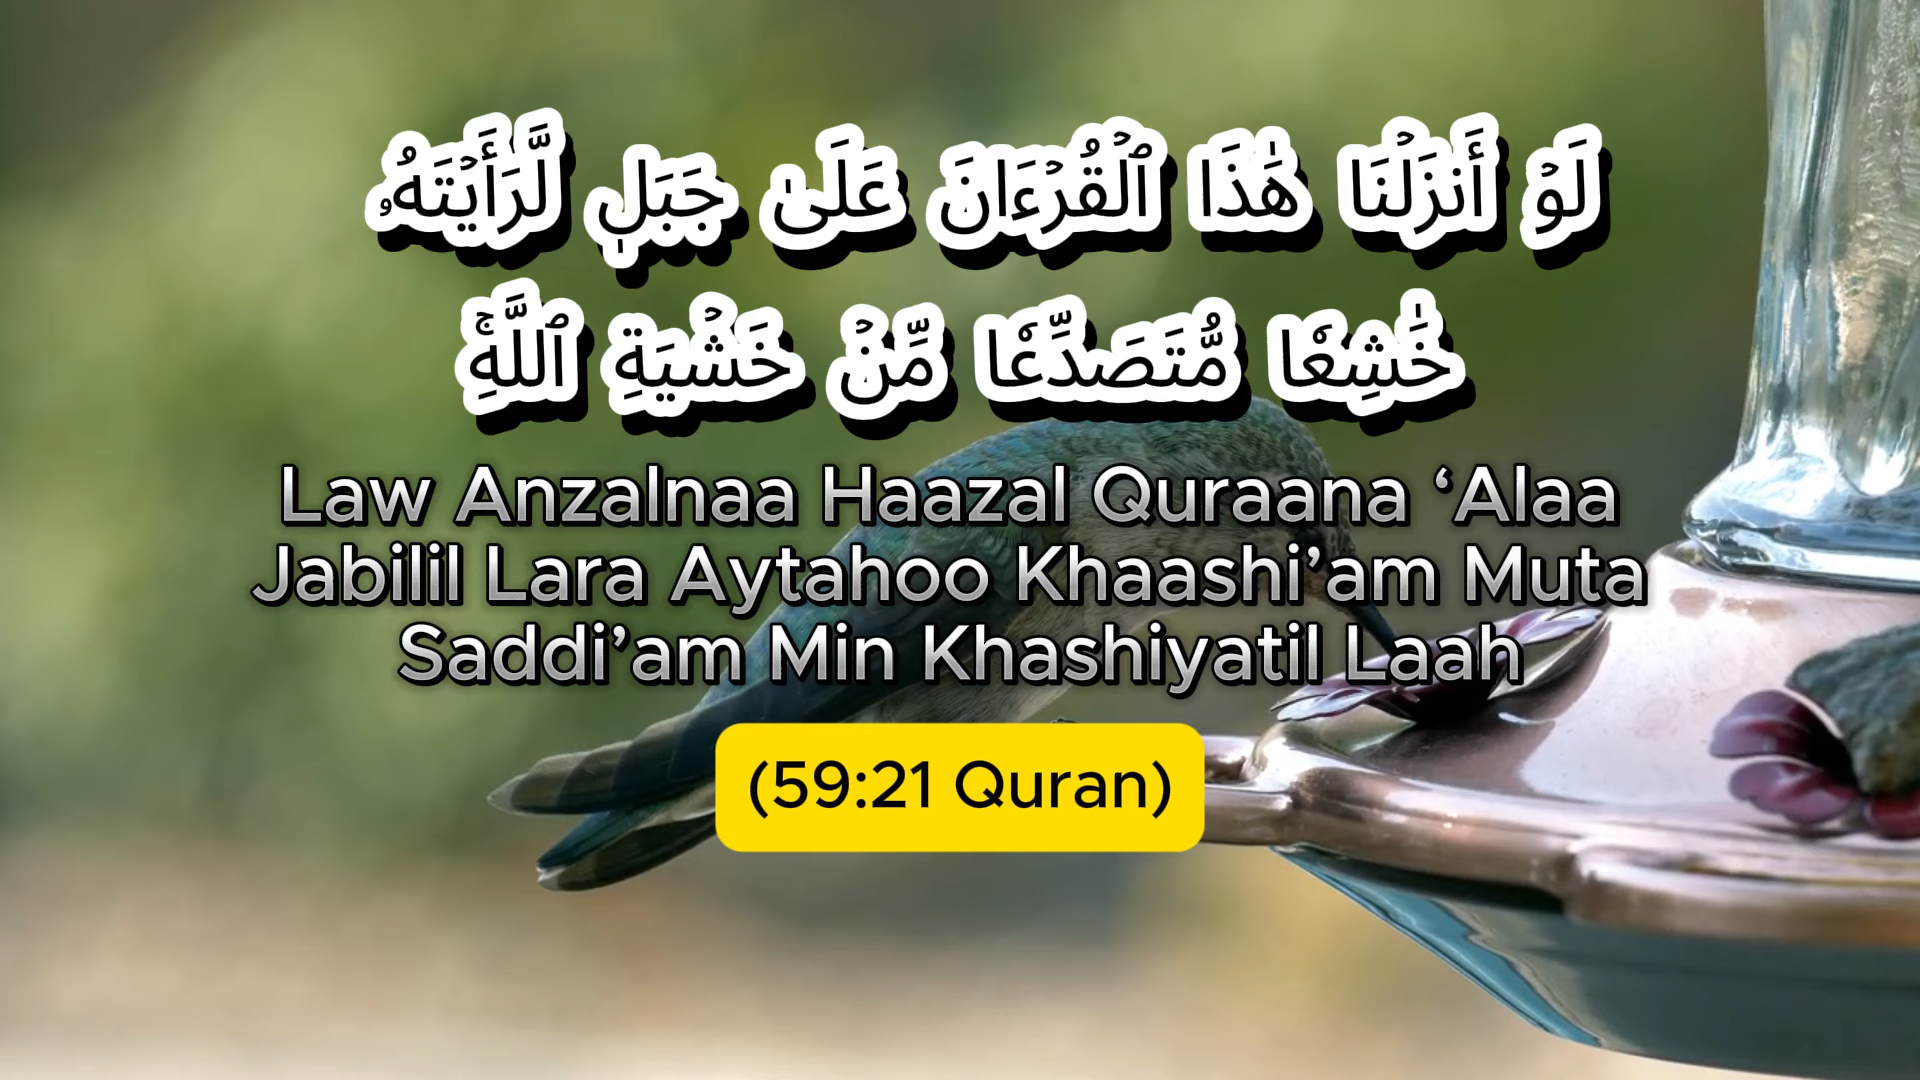 لَوْ أَنزَلْنَا هَٰذَا ٱلْقُرْءَانَ عَلَىٰ جَبَلٍ لَّرَأَيْتَهُۥ
خَٰشِعًا مُّتَصَدِّعًا مِّنْ خَشْيَةِ ٱللَّهِۚ
Law Anzalnaa Haazal Quraana ‘Alaa
Jabilil Lara Aytahoo Khaashi’am Muta
Saddi’am Min Khashiyatil Laah
(59:21 Quran)